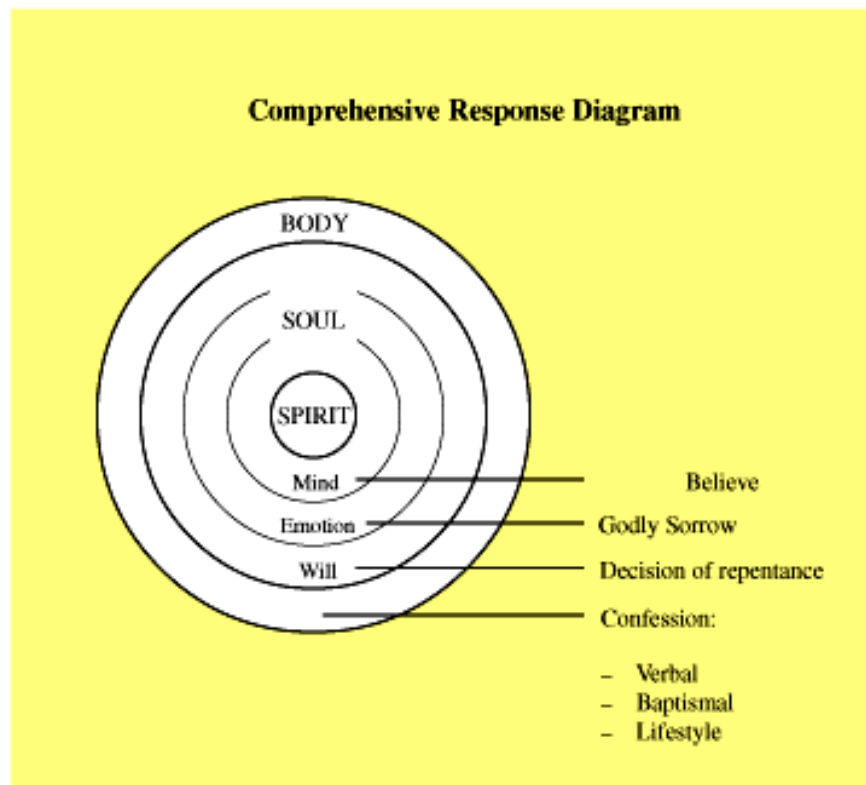 Comprehensive Response Diagram
BODY
SOUL
SPIRIT
Mind
Believe
Emotion
Godly Sorrow
Will
Decision of repentance
Confession:
- Verbal
- Baptismal
- Lifestyle